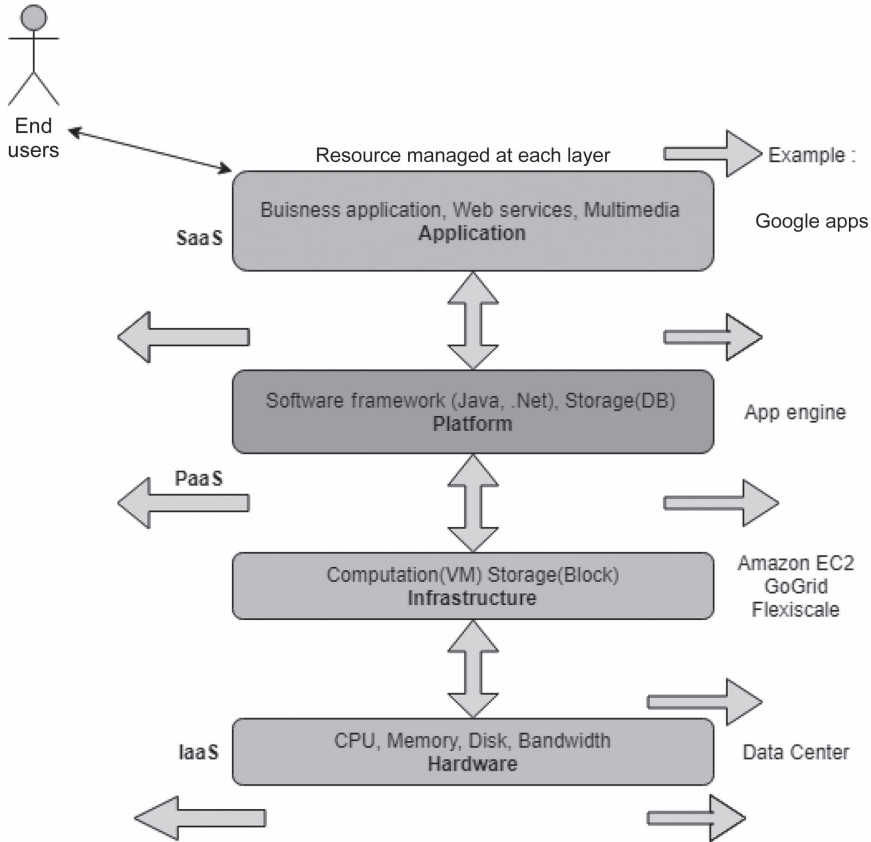 End
users
Resource managed at each layer
Example :
Buisness application, Web services, Multimedia
Application
SaaS
Google apps
Software framework (Java, .Net), Storage(DB)
Platform
App engine
PaaS
Computation(VM) Storage(Block)
Infrastructure
Amazon EC2
GoGrid
Flexiscale
CPU, Memory, Disk, Bandwidth
Hardware
IaaS
Data Center